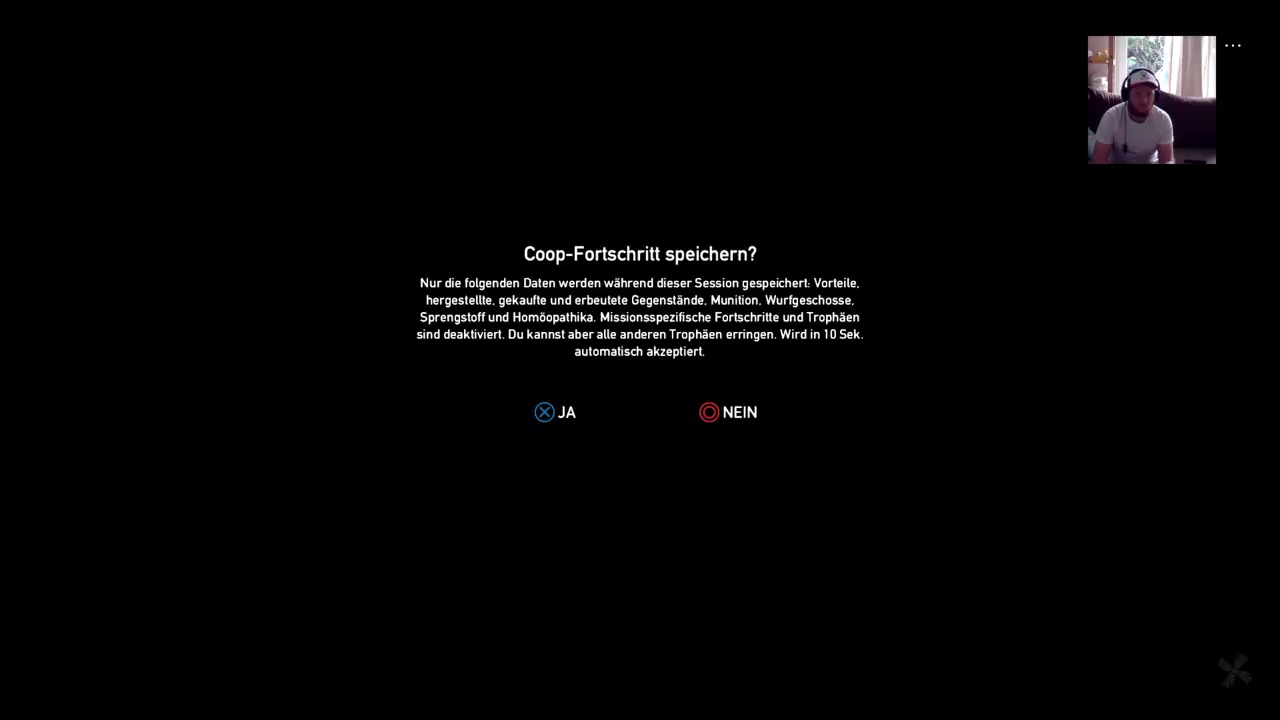 Coop-Fortschritt speichern?
Nur die folgenden Daten werden während dieser Session gespeichert: Vorteile,
hergestellte, gekaufte und erbeutete Gegenstände, Munition, Wurfgeschosse,
Sprengstoff und Homöopathika. Missionsspezifische Fortschritte und Trophäen
sind deaktiviert. Du kannst aber alle anderen Trophäen erringen. Wird in 10 Sek.
automatisch akzeptiert.
JA NEIN